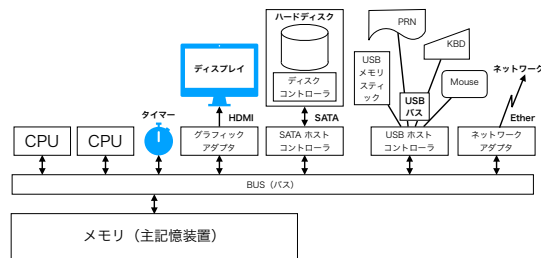 ハードディスク
PRN
KBD
ディスプレイ
USB
メモリ
スティ
ック
ネットワーク
ディスク
コントローラ
Mouse
USB
バス
タイマー
HDMI
SATA
Ether
CPU
CPU
グラフィック
アダプタ
SATA ホスト
コントローラ
USB ホスト
コントローラ
ネットワーク
アダプタ
BUS（バス）
メモリ（主記憶装置）